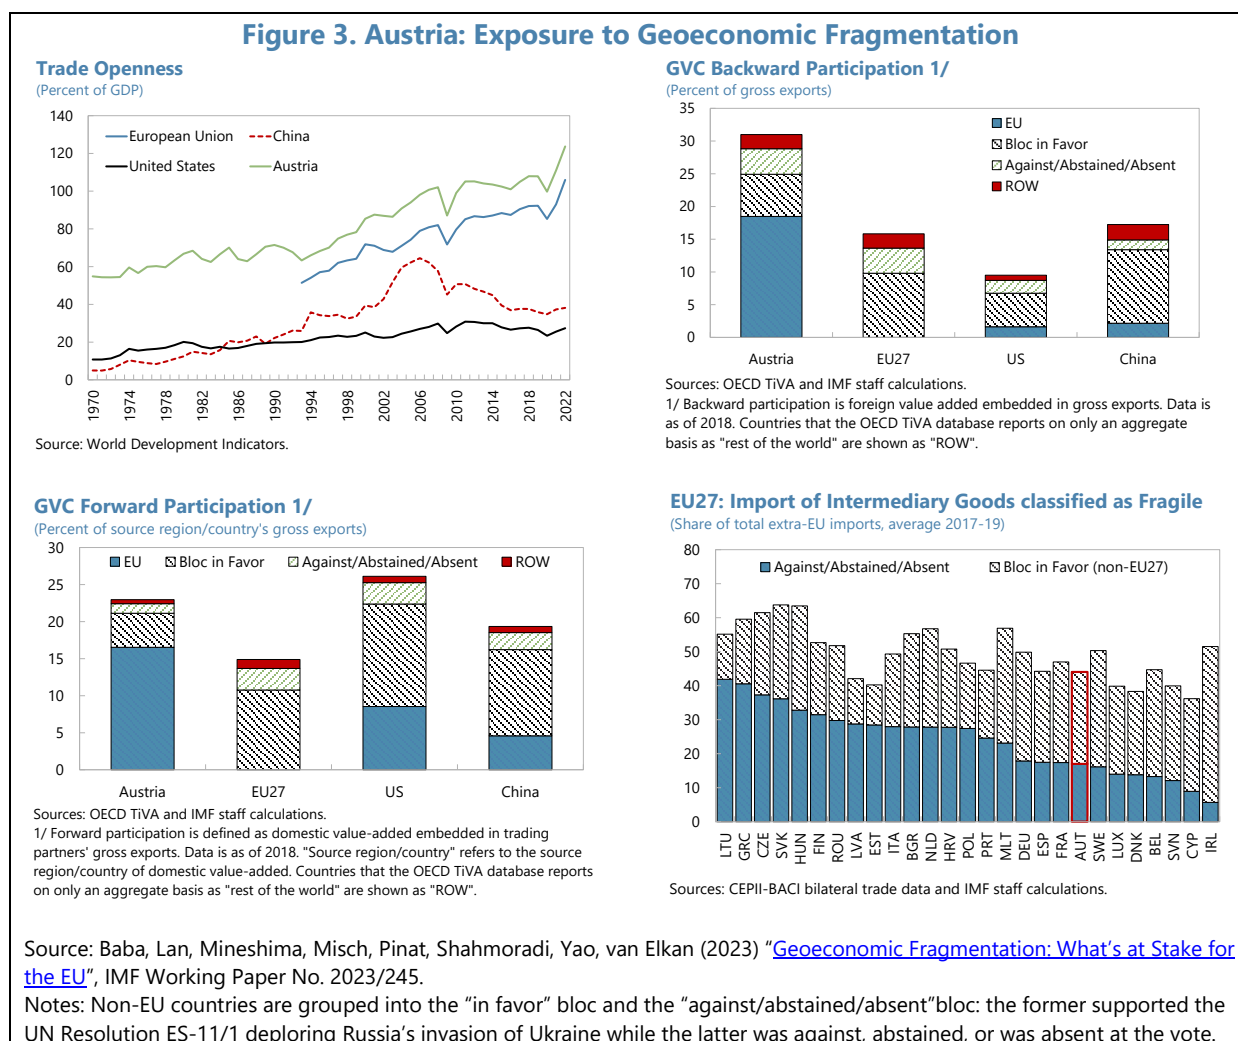 Figure 3. Austria: Exposure to Geoeconomic Fragmentation
Trade Openness
(Percent of GDP)
140
120
100
80
60
40
20
0
European Union
China
United States
Austria
1970
1974
1978
1982
1986
1990
1994
1998
2002
2006
2010
2014
2018
2022
Source: World Development Indicators.
GVC Backward Participation 1/
(Percent of gross exports)
35
30
25
20
15
10
5
0
EU
Bloc in Favor
Against/Abstained/Absent
ROW
Austria
EU27
US
China
Sources: OECD TiVA and IMF staff calculations.
1/ Backward participation is foreign value added embedded in gross exports. Data is
as of 2018. Countries that the OECD TiVA database reports on only an aggregate
basis as "rest of the world" are shown as "ROW".
GVC Forward Participation 1/
(Percent of source region/country's gross exports)
30
25
20
15
10
5
0
EU
Bloc in Favor
Against/Abstained/Absent
ROW
Austria
EU27
US
China
Sources: OECD TiVA and IMF staff calculations.
1/ Forward participation is defined as domestic value-added embedded in trading
partners' gross exports. Data is as of 2018. "Source region/country" refers to the source
region/country of domestic value-added. Countries that the OECD TiVA database reports
on only an aggregate basis as "rest of the world" are shown as "ROW".
EU27: Import of Intermediary Goods classified as Fragile
(Share of total extra-EU imports, average 2017-19)
80
70
60
50
40
30
20
10
0
Against/Abstained/Absent
Bloc in Favor (non-EU27)
LTU
GRC
CZE
SVK
HUN
FIN
ROU
LVA
EST
ITA
BGR
NLD
HRV
POL
PRT
MLT
DEU
ESP
FRA
AUT
SWE
LUX
DNK
BEL
SVN
CYP
IRL
Sources: CEPII-BACI bilateral trade data and IMF staff calculations.
Source: Baba, Lan, Mineshima, Misch, Pinat, Shahmoradi, Yao, van Elkan (2023) “Geoeconomic Fragmentation: What’s at Stake for
the EU”, IMF Working Paper No. 2023/245.
Notes: Non-EU countries are grouped into the “in favor” bloc and the “against/abstained/absent”bloc: the former supported the
UN Resolution ES-11/1 deploring Russia’s invasion of Ukraine while the latter was against, abstained, or was absent at the vote.